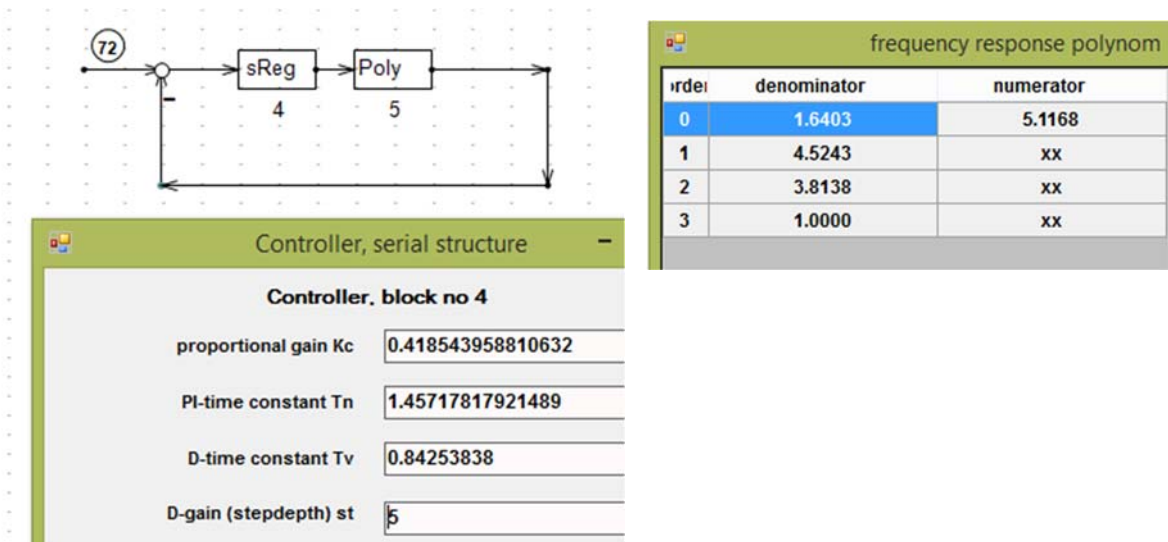 72
sReg
Poly
4
5
−
Controller, serial structure −
Controller, block no 4
proportional gain Kc 0.418543958810632
PI-time constant Tn 1.45717817921489
D-time constant Tv 0.84253838
D-gain (stepdepth) st 5
frequency response polynom
denominator numerator
0 1.6403 5.1168
1 4.5243 xx
2 3.8138 xx
3 1.0000 xx